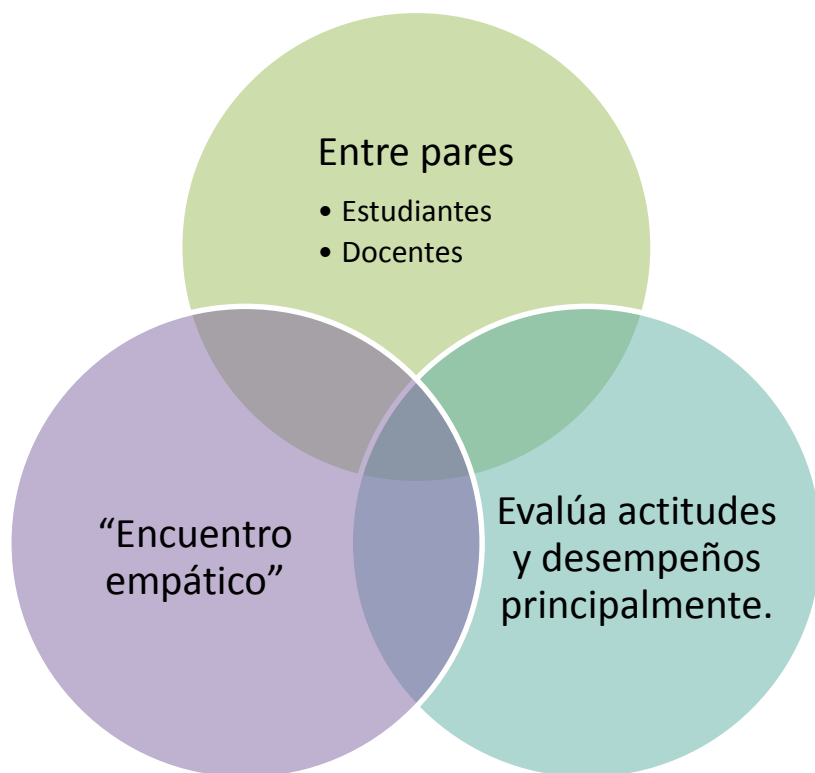 Entre pares
• Estudiantes
• Docentes
“Encuentro
empático”
Evalúa actitudes
y desempeños
principalmente.